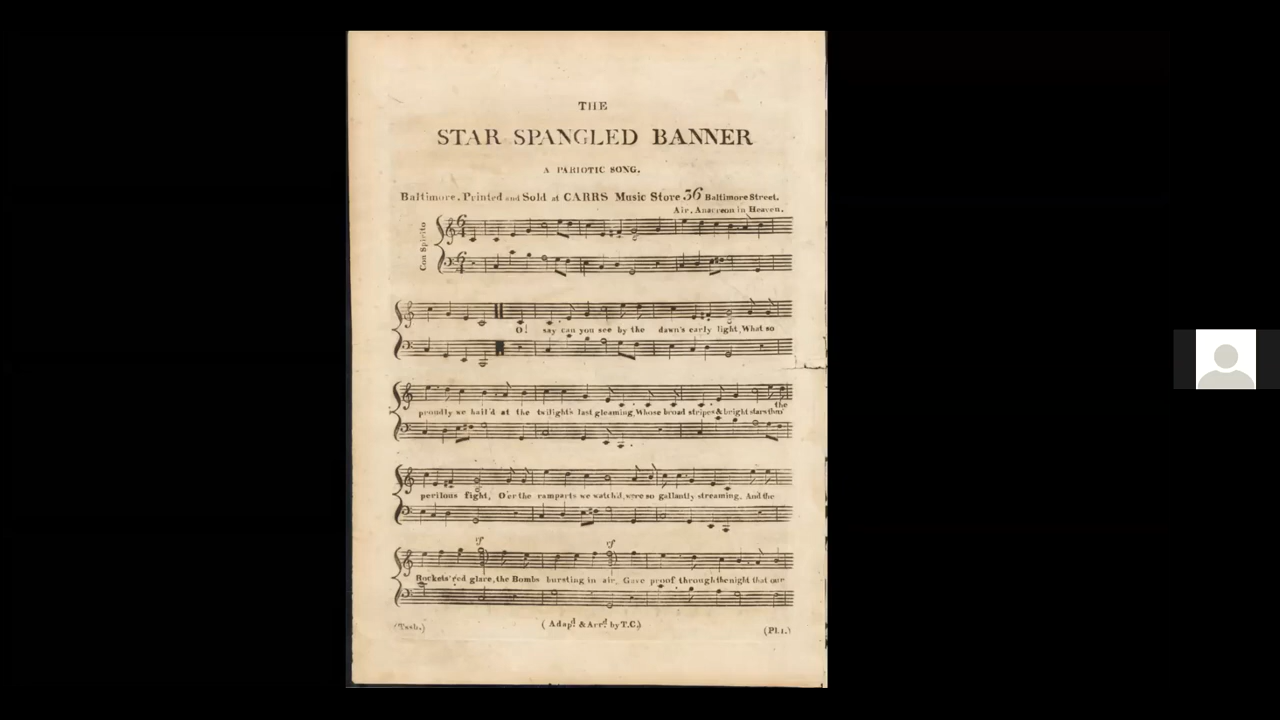 THE
STAR SPANGLED BANNER
A PARIOTIC SONG.
Baltimore. Printed and Sold at CARRS Music Store 36 Baltimore Street.
Air. Anacreon in Heaven.
Con Spirito
O! say can you see by the dawn's early light, What so
proudly we hail'd at the twilight's last gleaming, Whose broad stripes & bright stars thro' the
perilous fight, O'er the ramparts we watch'd, were so gallantly streaming. And the
sf sf
Rockets' red glare, the Bombs bursting in air, Gave proof through the night that our
(Adapd. & Arrd. by T.C.)
(Pl. 1.)